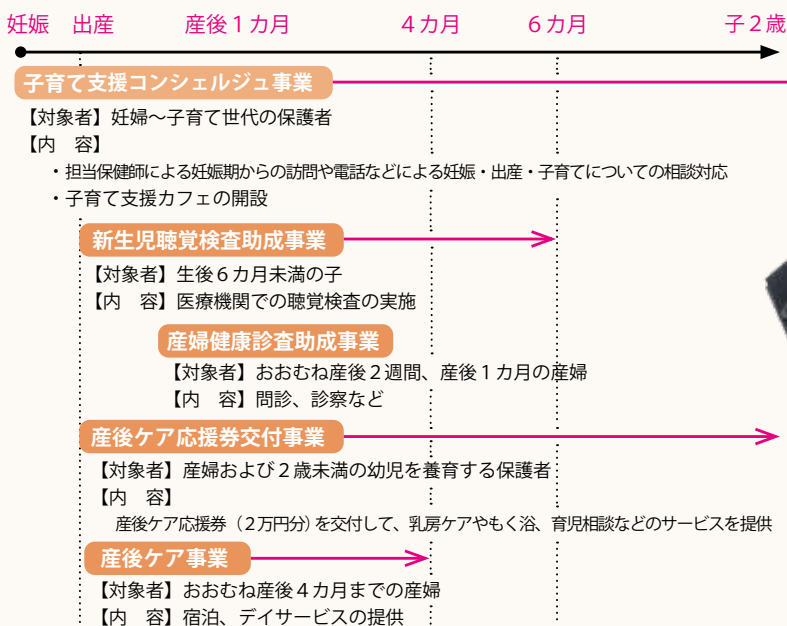 妊娠 出産 産後1カ月 4カ月 6カ月 子2歳
子育て支援コンシェルジュ事業
【対象者】妊婦～子育て世代の保護者
【内　容】
・担当保健師による妊娠期からの訪問や電話などによる妊娠・出産・子育てについての相談対応
・子育て支援カフェの開設
新生児聴覚検査助成事業
【対象者】生後6カ月未満の子
【内　容】医療機関での聴覚検査の実施
産婦健康診査助成事業
【対象者】おおむね産後2週間、産後1カ月の産婦
【内　容】問診、診察など
産後ケア応援券交付事業
【対象者】産婦および2歳未満の幼児を養育する保護者
【内　容】
産後ケア応援券（2万円分）を交付して、乳房ケアやもく浴、育児相談などのサービスを提供
産後ケア事業
【対象者】おおむね産後4カ月までの産婦
【内　容】宿泊、デイサービスの提供